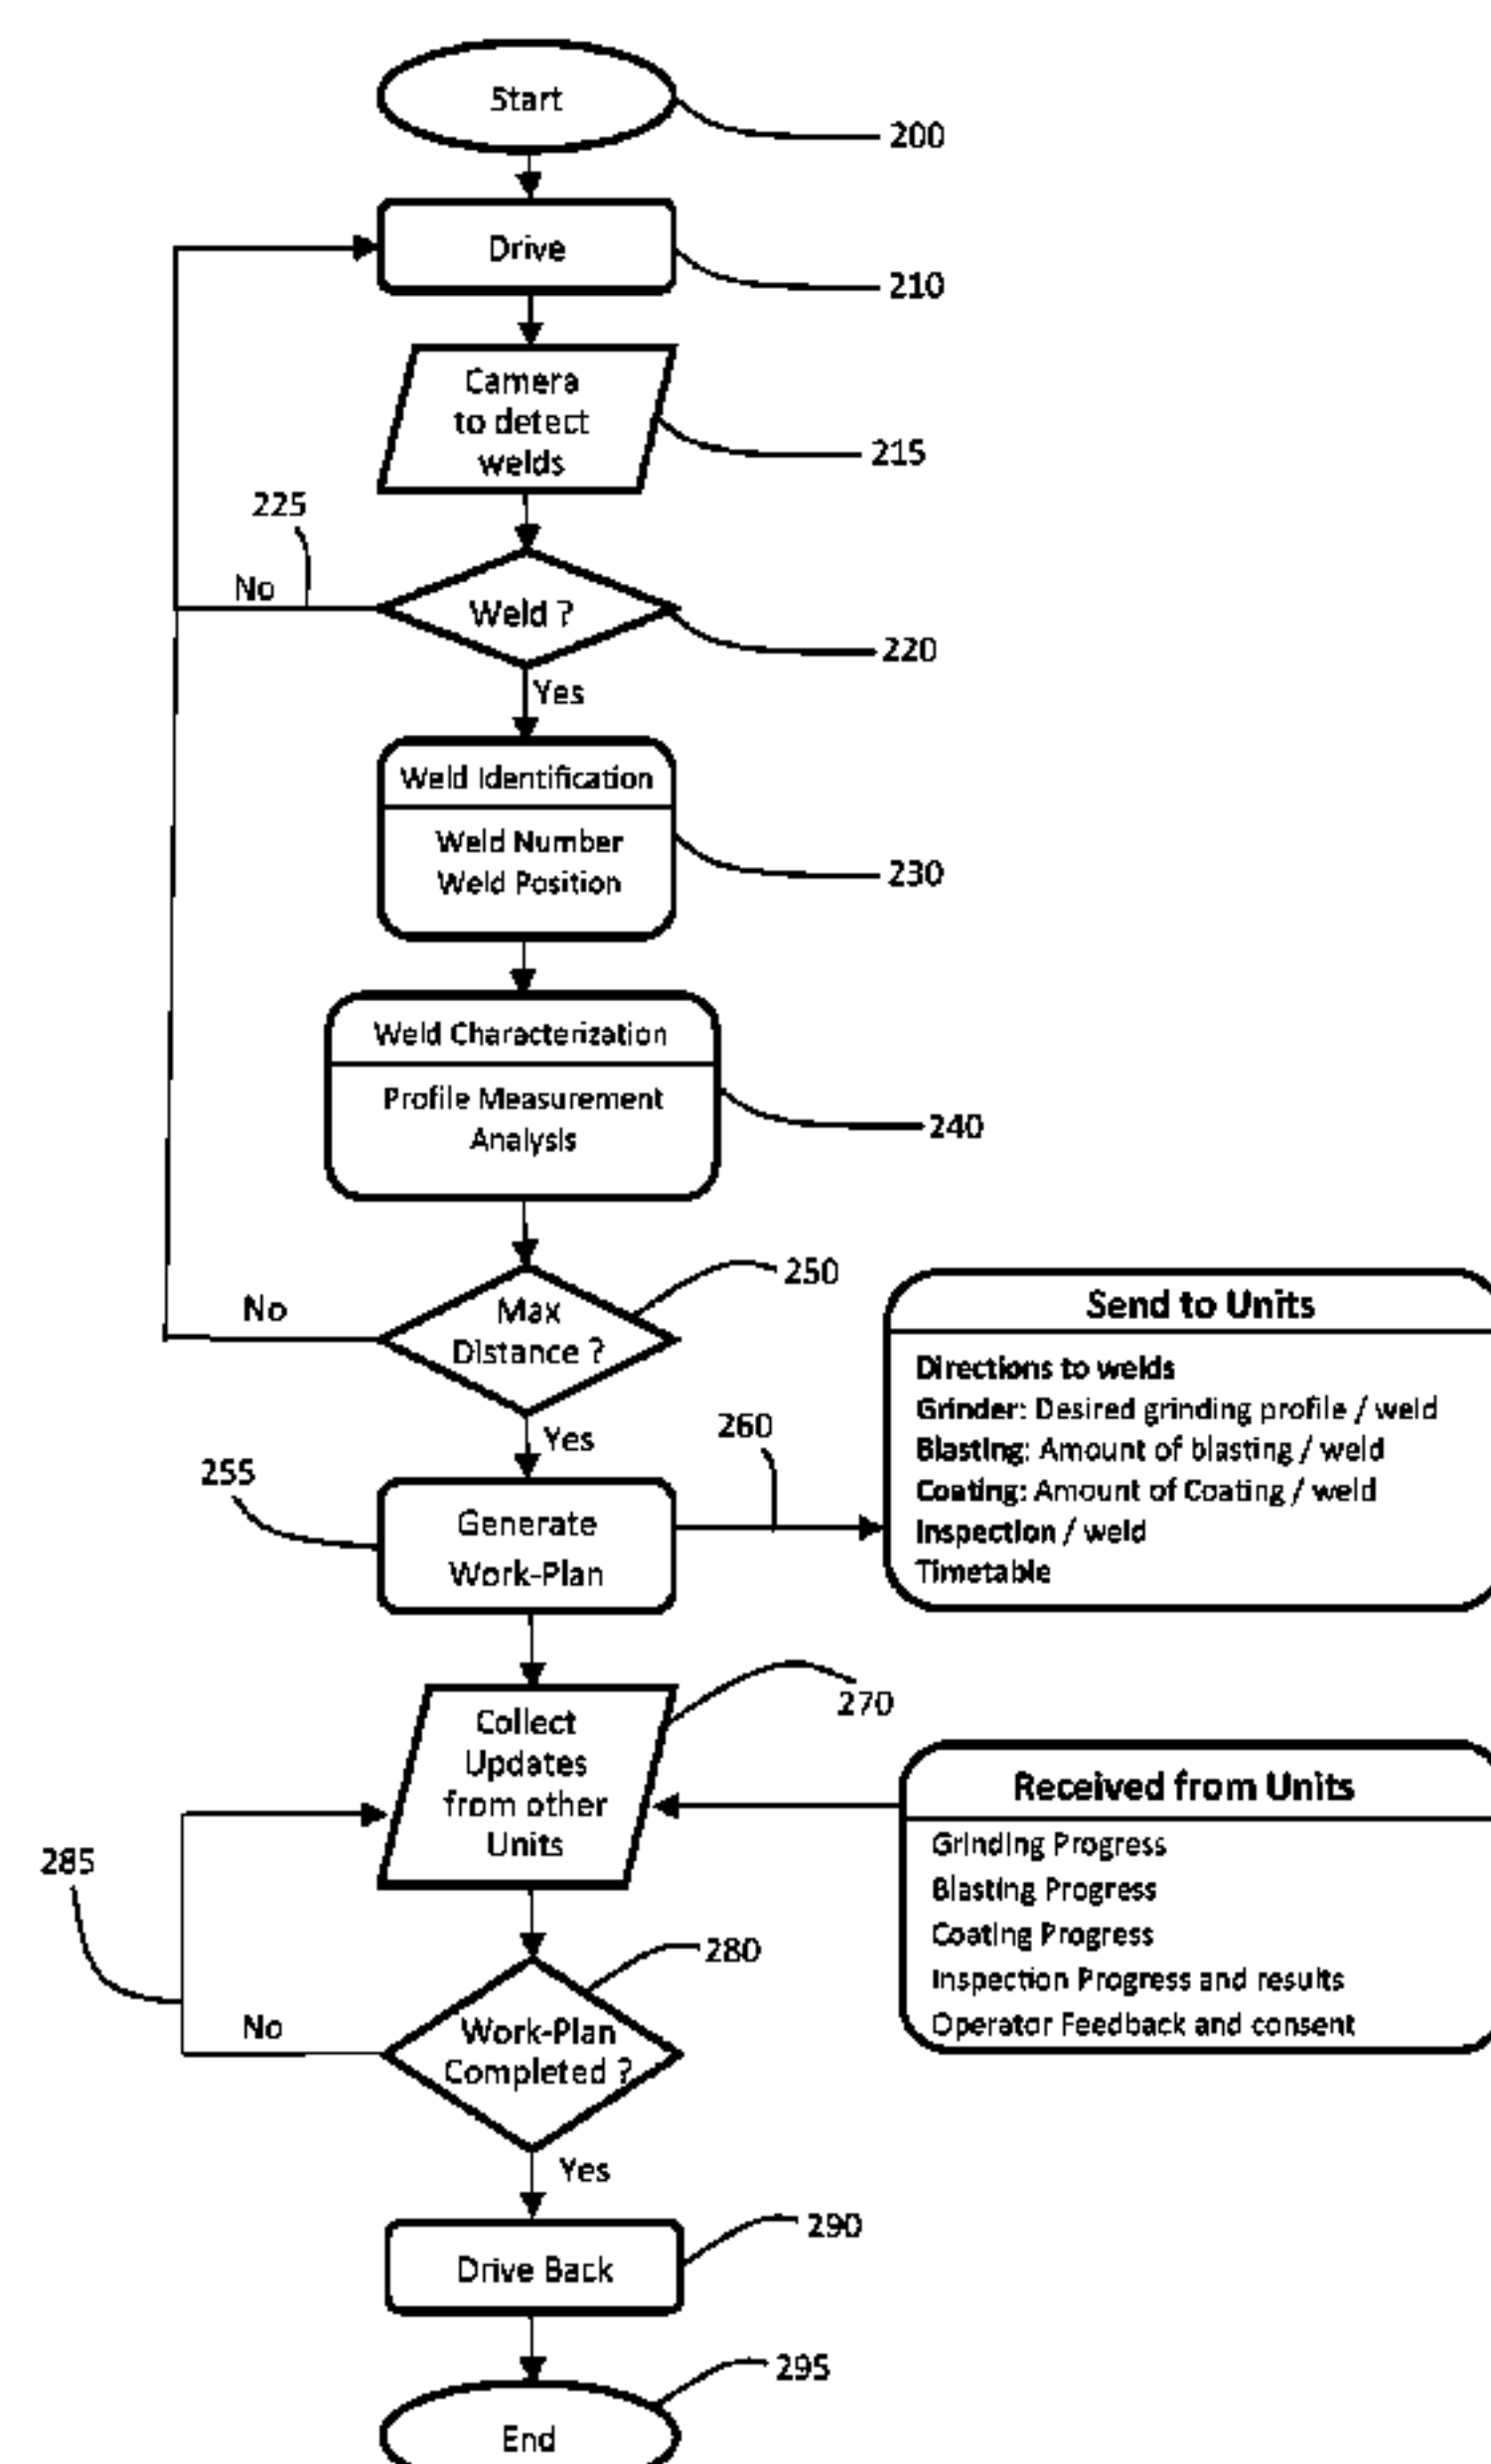 Start
200
Drive
210
Camera
to detect
welds
215
225
No
Weld ?
220
Yes
Weld Identification
Weld Number
Weld Position
230
Weld Characterization
Profile Measurement
Analysis
240
250
No
Max
Distance ?
Yes
255
Generate
Work-Plan
260
Send to Units
Directions to welds
Grinder: Desired grinding profile / weld
Blasting: Amount of blasting / weld
Coating: Amount of Coating / weld
Inspection / weld
Timetable
Collect
Updates
from other
Units
270
Received from Units
Grinding Progress
Blasting Progress
Coating Progress
Inspection Progress and results
Operator Feedback and consent
285
No
280
Work-Plan
Completed ?
Yes
Drive Back
290
End
295